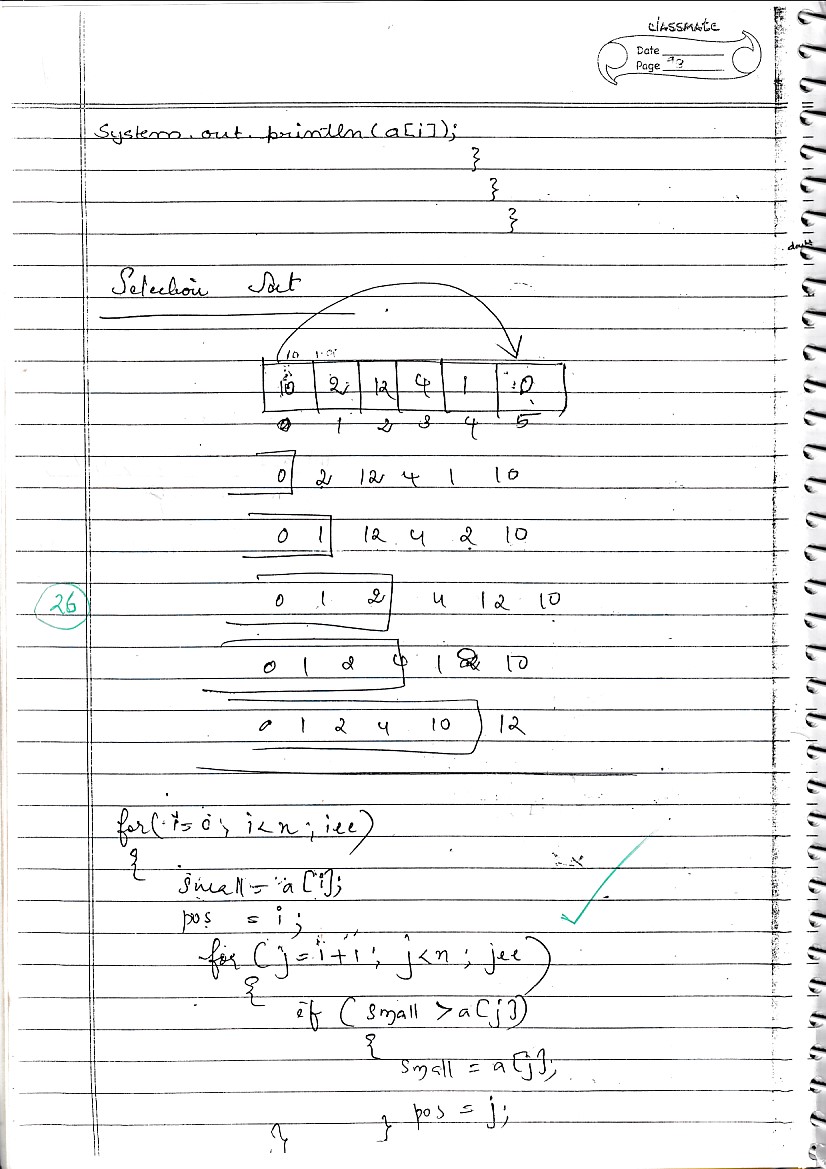 classmate
Date
Page
System.out.println(a[i]);
}
}
}
Selection Sort
10
10 2 12 4 1 0
0 1 2 3 4 5
0 2 12 4 1 10
0 1 12 4 2 10
26
0 1 2 4 12 10
0 1 2 4 12 10
0 1 2 4 10 12
for( i=0; i<n; i++)
{
small = a[i];
pos = i;
for (j=i+1; j<n; j++)
{
if (small >a[j])
{
small = a[j];
pos = j;
} }